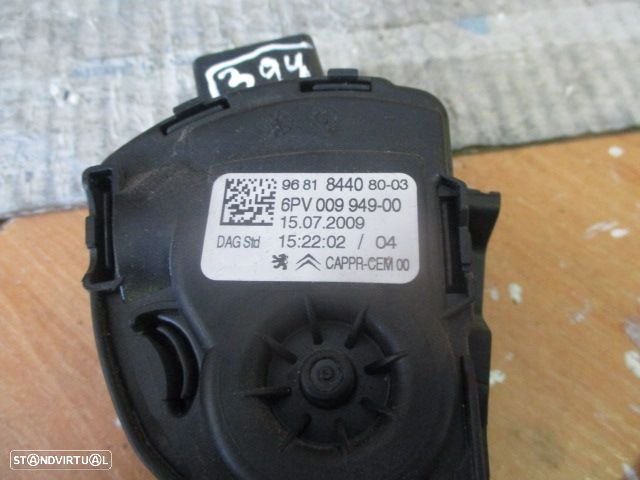 394
96 81 8440 80-03
6PV 009 949-00
15.07.2009
DAG Std 15:22:02 / 04
CAPPR-CEM 00
STANDVIRTUAL